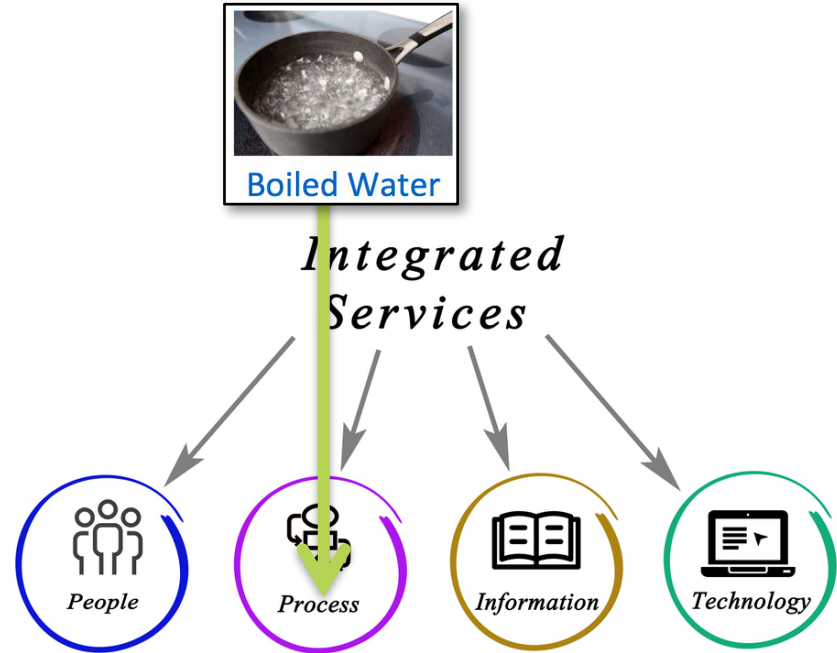 Boiled Water
Integrated
Services
People
Process
Information
Technology